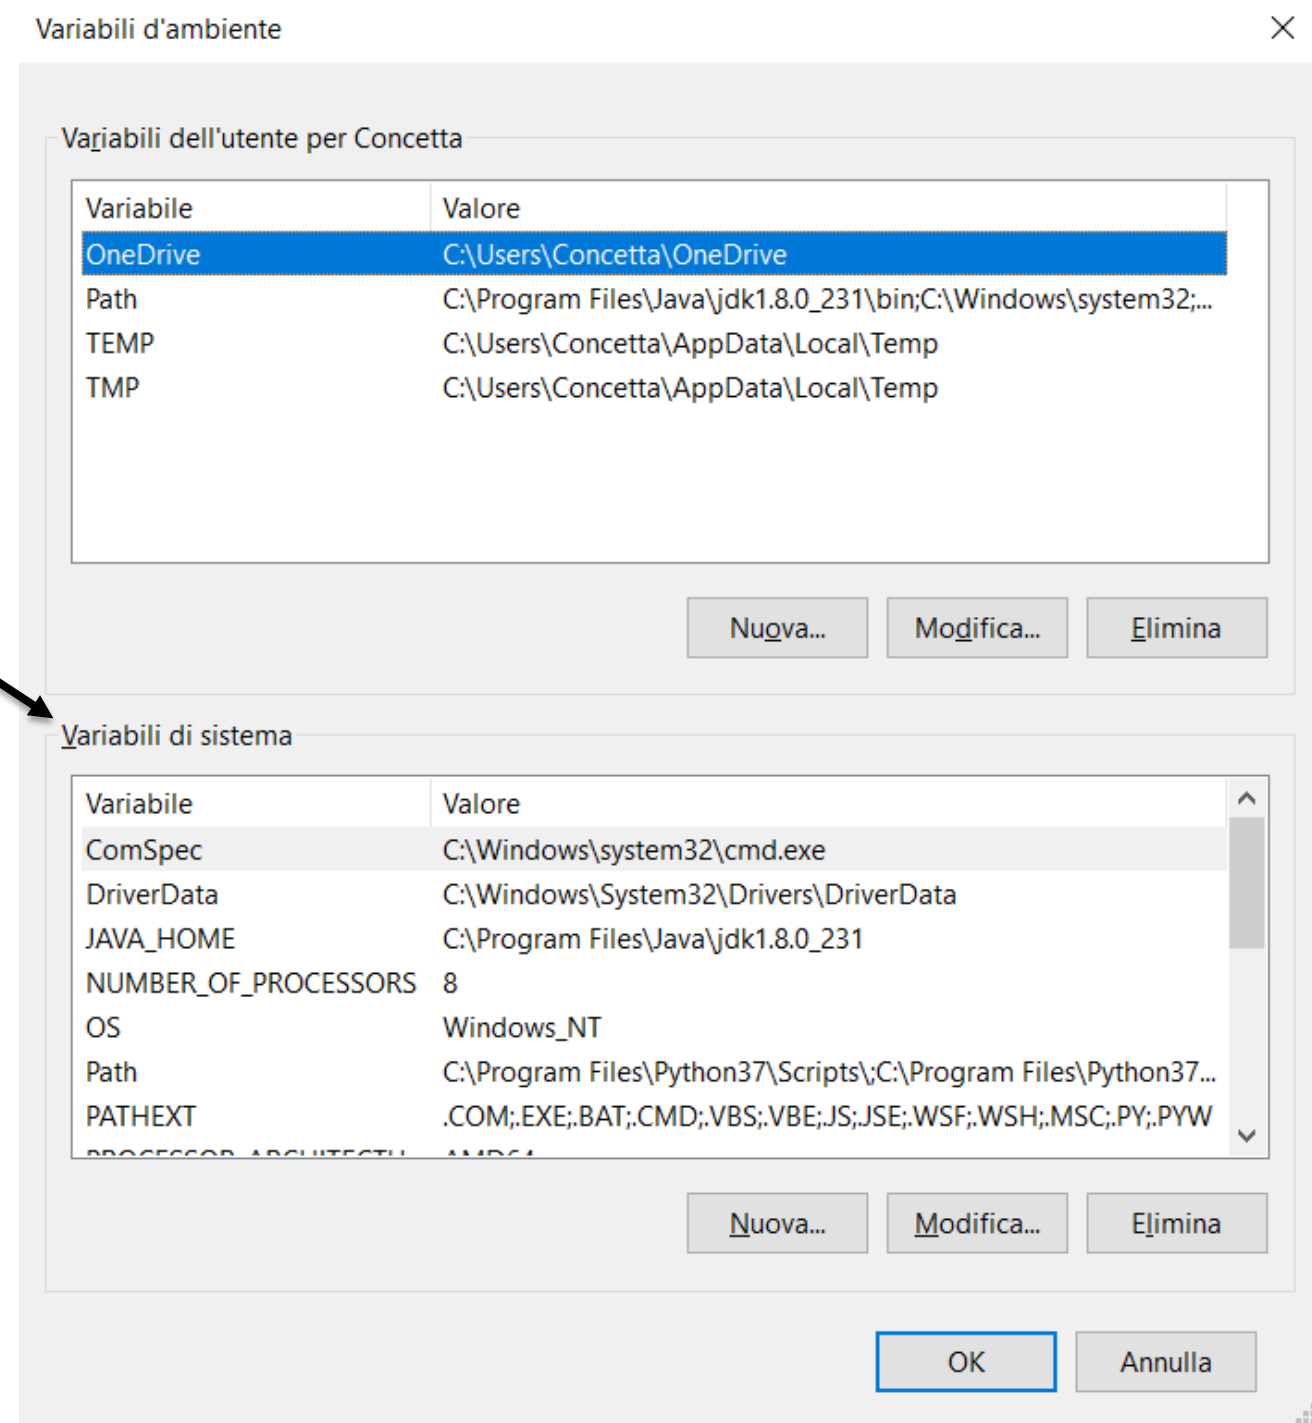 Variabili d'ambiente
Variabili dell'utente per Concetta
Variabile Valore
OneDrive C:\Users\Concetta\OneDrive
Path C:\Program Files\Java\jdk1.8.0_231\bin;C:\Windows\system32;...
TEMP C:\Users\Concetta\AppData\Local\Temp
TMP C:\Users\Concetta\AppData\Local\Temp
Nuova... Modifica... Elimina
Variabili di sistema
Variabile Valore
ComSpec C:\Windows\system32\cmd.exe
DriverData C:\Windows\System32\Drivers\DriverData
JAVA_HOME C:\Program Files\Java\jdk1.8.0_231
NUMBER_OF_PROCESSORS 8
OS Windows_NT
Path C:\Program Files\Python37\Scripts\;C:\Program Files\Python37...
PATHEXT .COM;.EXE;.BAT;.CMD;.VBS;.VBE;.JS;.JSE;.WSF;.WSH;.MSC;.PY;.PYW
PROCESSOR_ARCHITECTU... AMD64
Nuova... Modifica... Elimina
OK Annulla